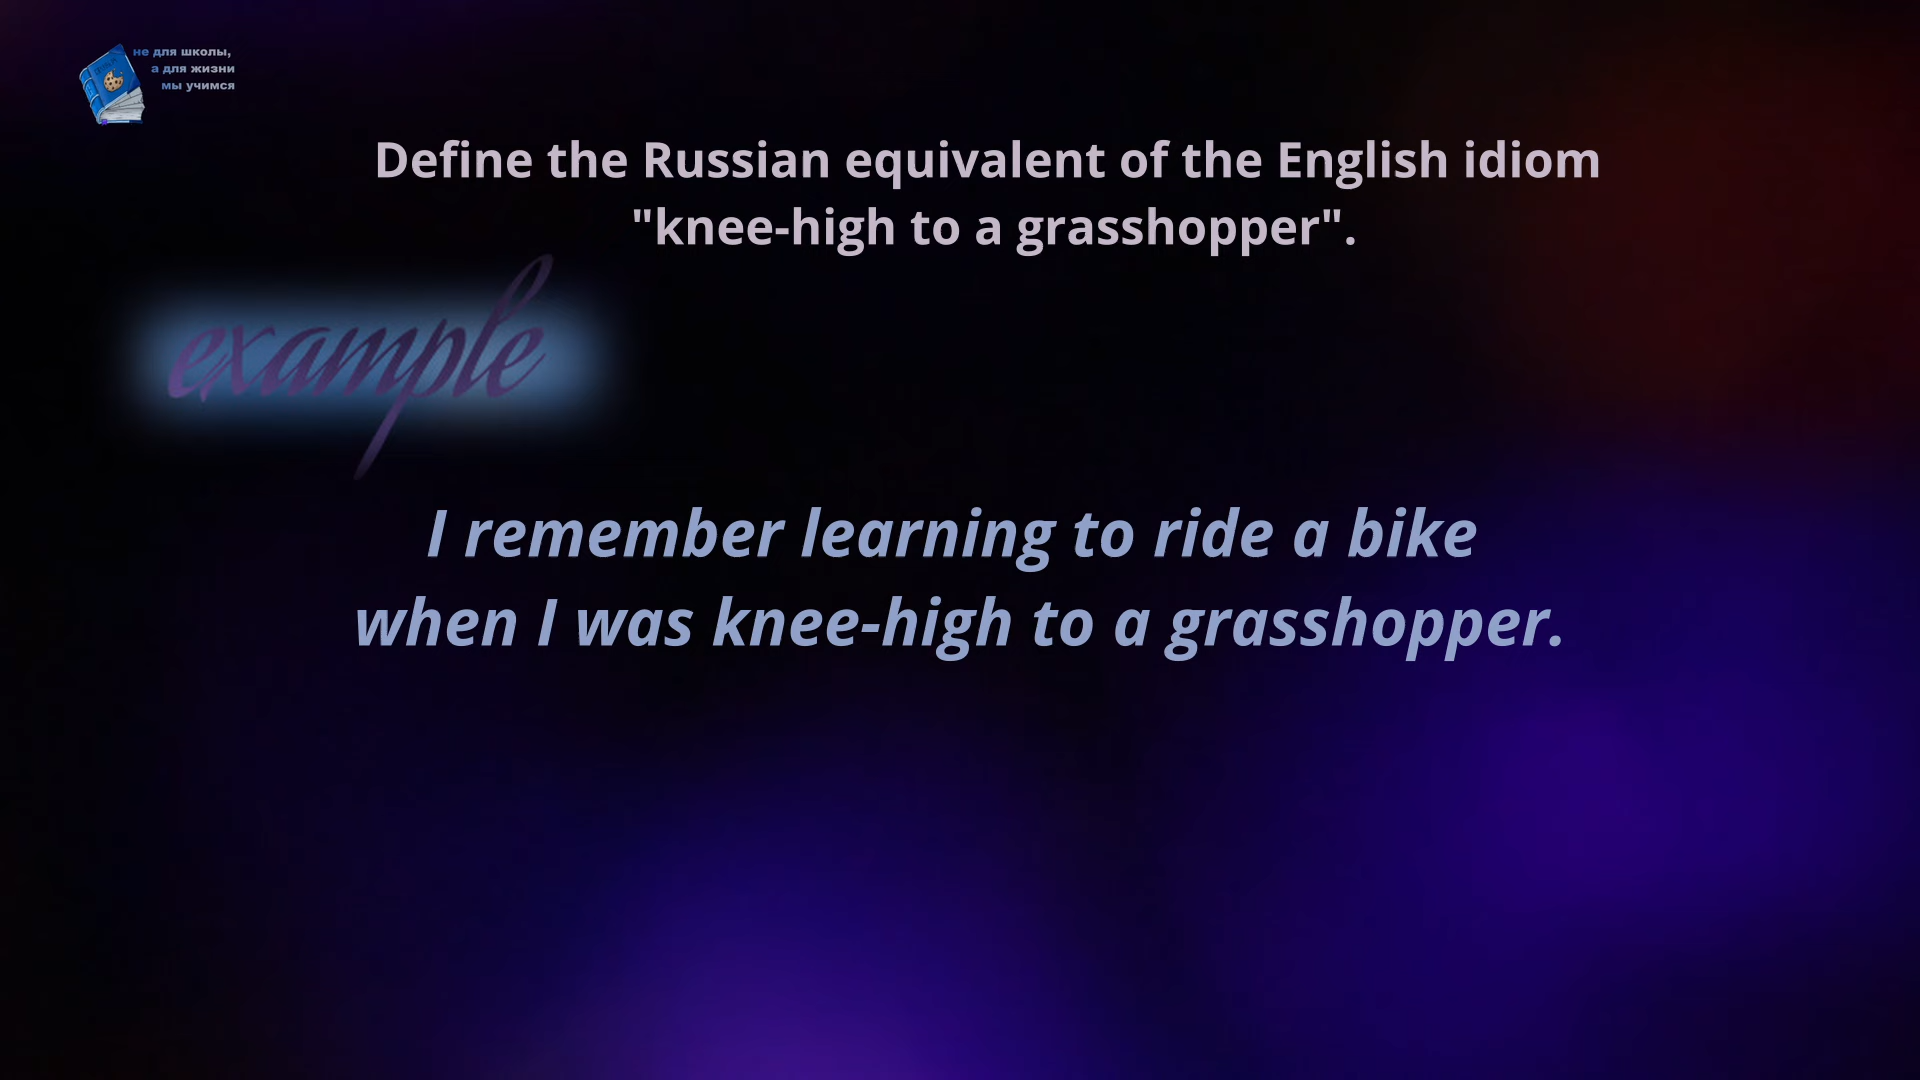 не для школы,
а для жизни
мы учимся
Define the Russian equivalent of the English idiom
"knee-high to a grasshopper".
example
I remember learning to ride a bike
when I was knee-high to a grasshopper.